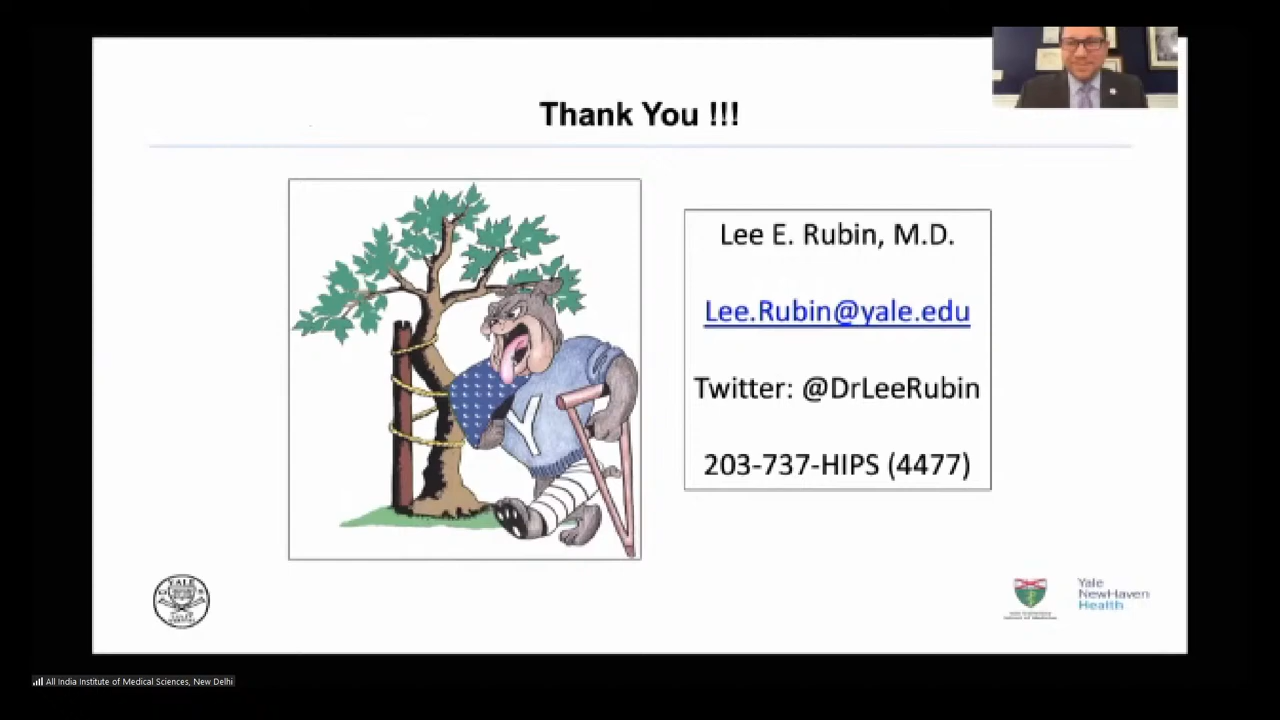 Thank You !!!
Lee E. Rubin, M.D.
Lee.Rubin@yale.edu
Twitter: @DrLeeRubin
203-737-HIPS (4477)
Y
YALE
Yale
NewHaven
Health
All India Institute of Medical Sciences, New Delhi